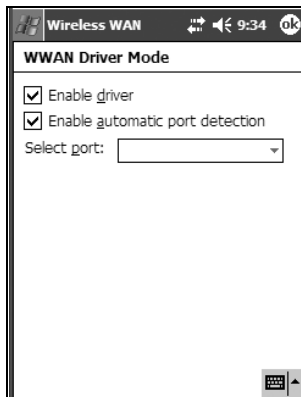 Wireless WAN 9:34 ok
WWAN Driver Mode
Enable driver
Enable automatic port detection
Select port: